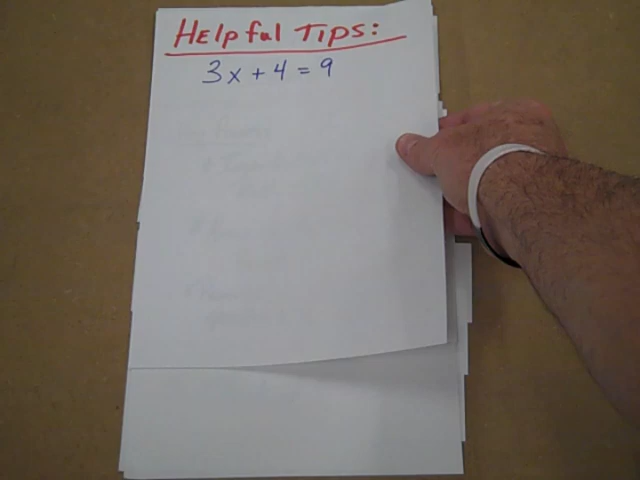 Helpful Tips:
3x + 4 = 9